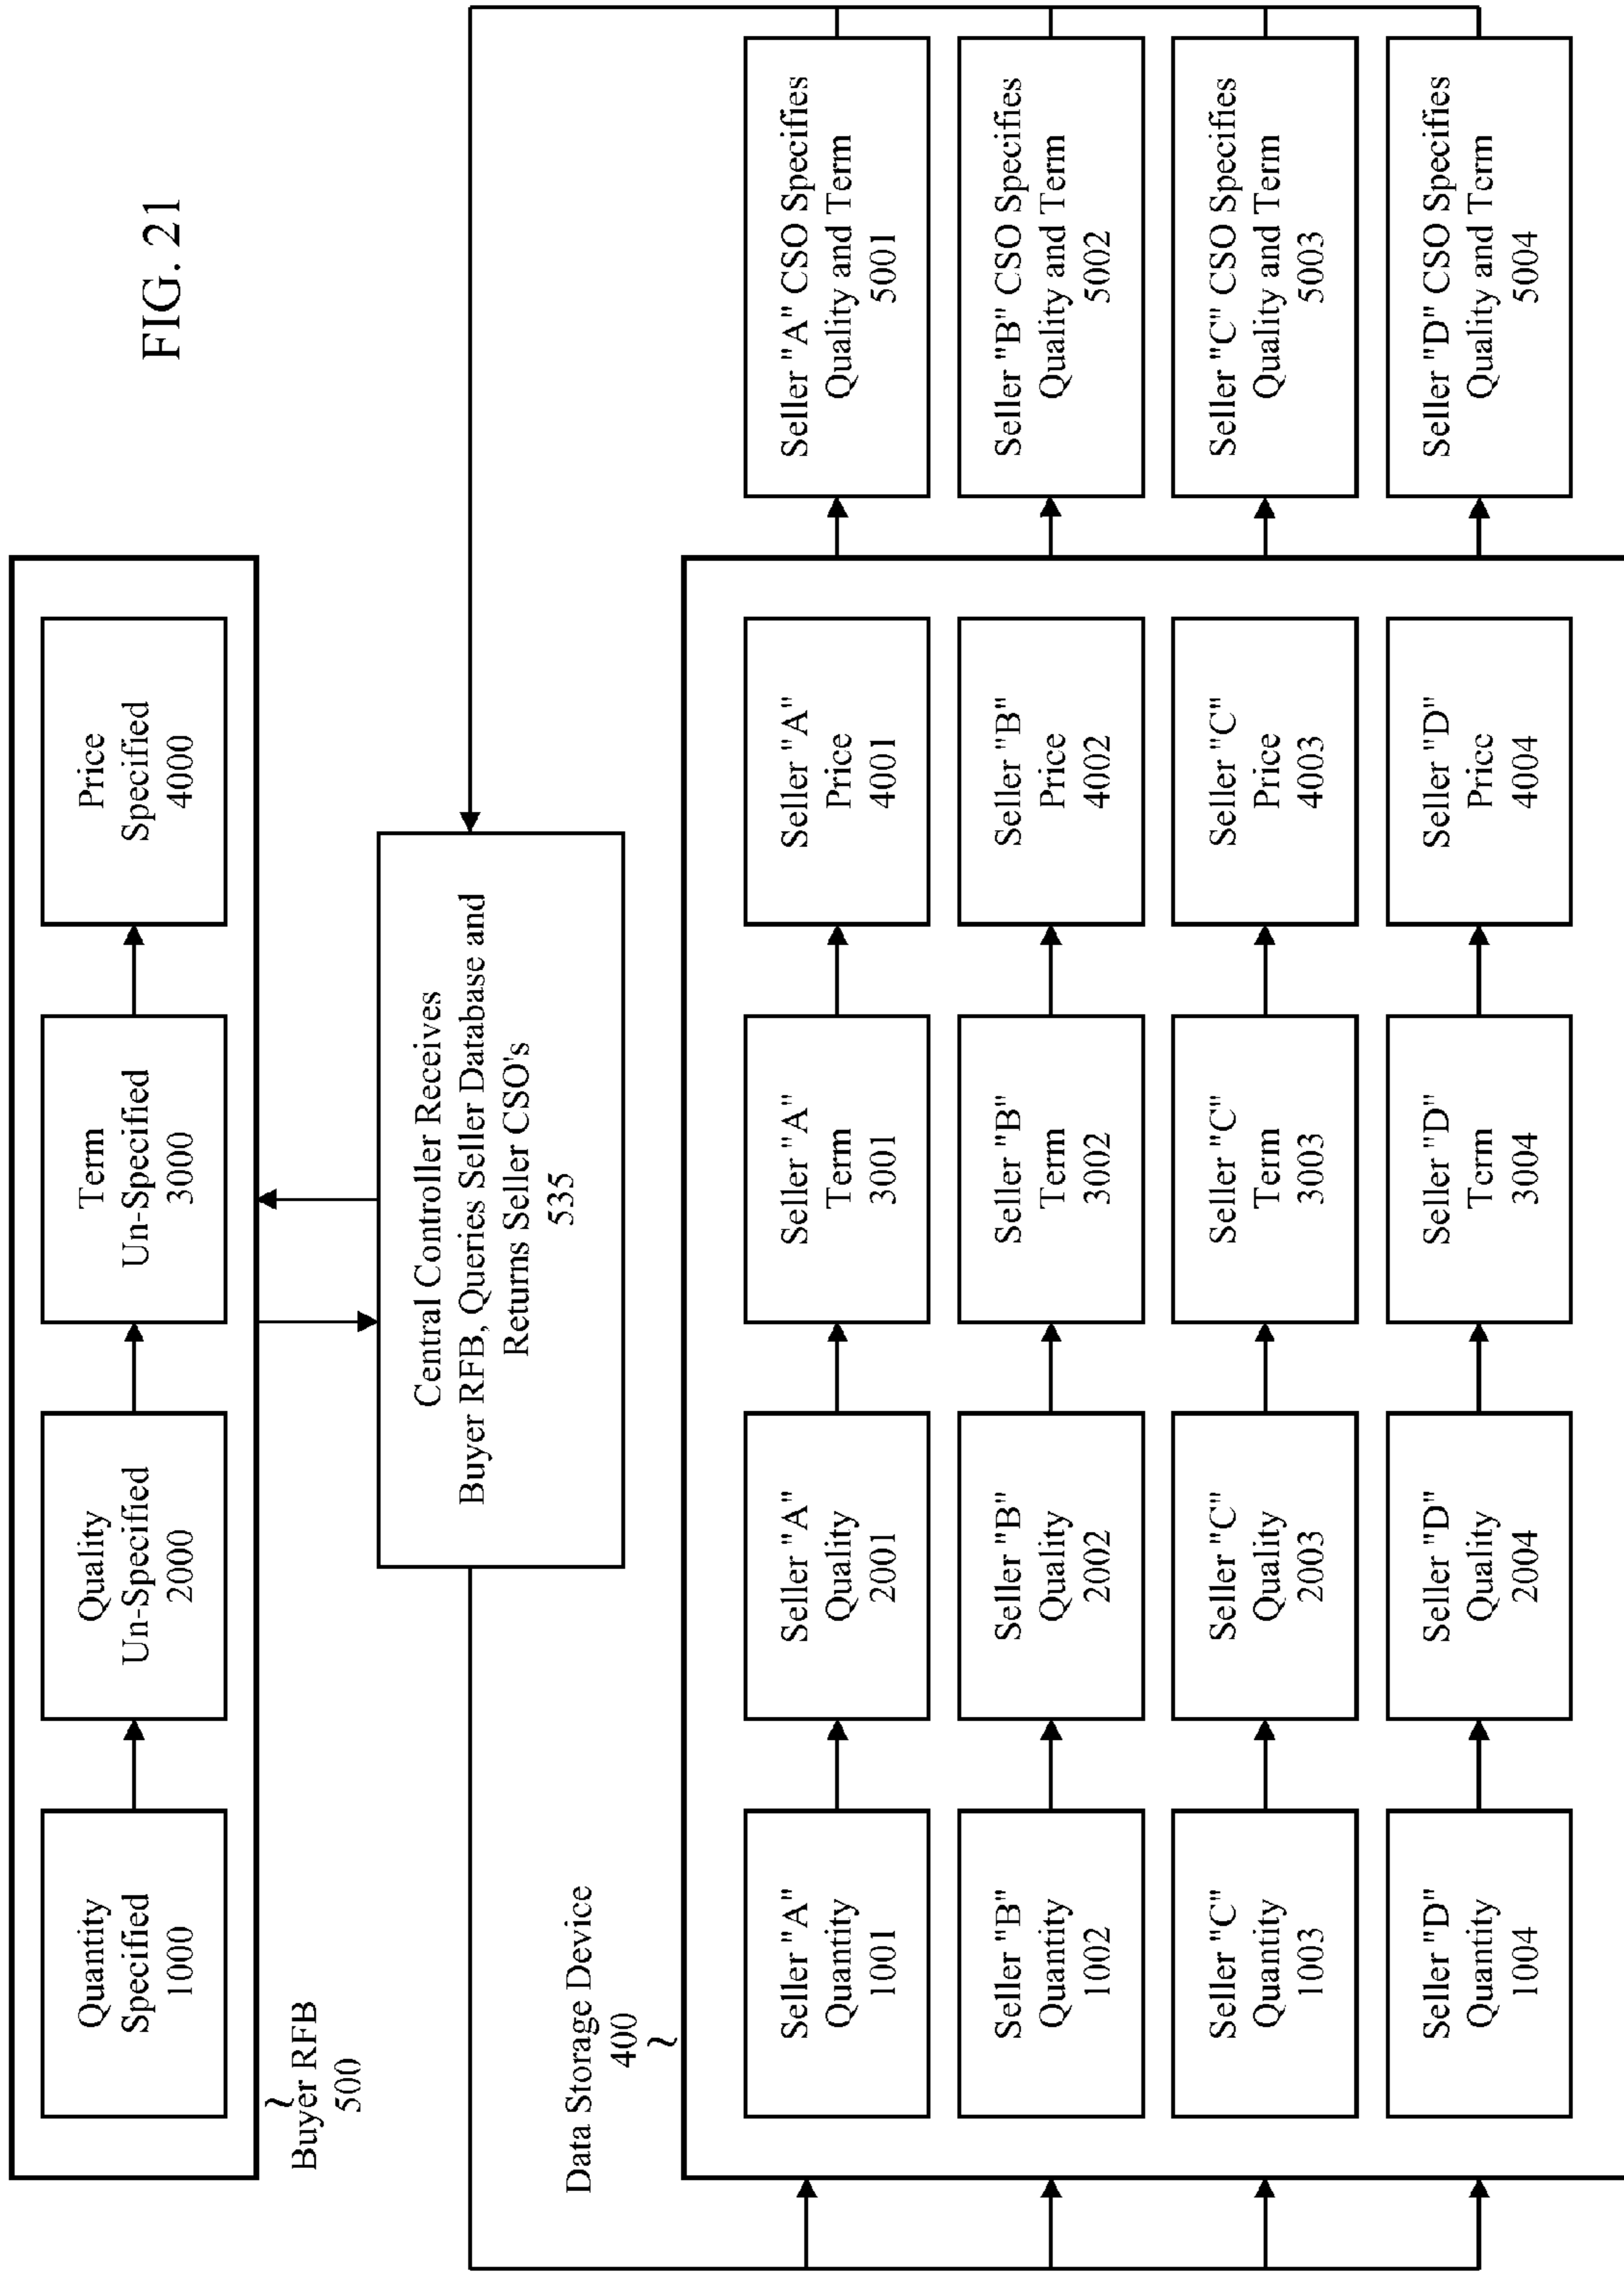 FIG. 21
Quantity
Specified
1000
Quality
Un-Specified
2000
Term
Un-Specified
3000
Price
Specified
4000
Buyer RFB
500
Central Controller Receives
Buyer RFB, Queries Seller Database and
Returns Seller CSO's
535
Data Storage Device
400
Seller "A"
Quantity
1001
Seller "A"
Quality
2001
Seller "A"
Term
3001
Seller "A"
Price
4001
Seller "A" CSO Specifies
Quality and Term
5001
Seller "B"
Quantity
1002
Seller "B"
Quality
2002
Seller "B"
Term
3002
Seller "B"
Price
4002
Seller "B" CSO Specifies
Quality and Term
5002
Seller "C"
Quantity
1003
Seller "C"
Quality
2003
Seller "C"
Term
3003
Seller "C"
Price
4003
Seller "C" CSO Specifies
Quality and Term
5003
Seller "D"
Quantity
1004
Seller "D"
Quality
2004
Seller "D"
Term
3004
Seller "D"
Price
4004
Seller "D" CSO Specifies
Quality and Term
5004